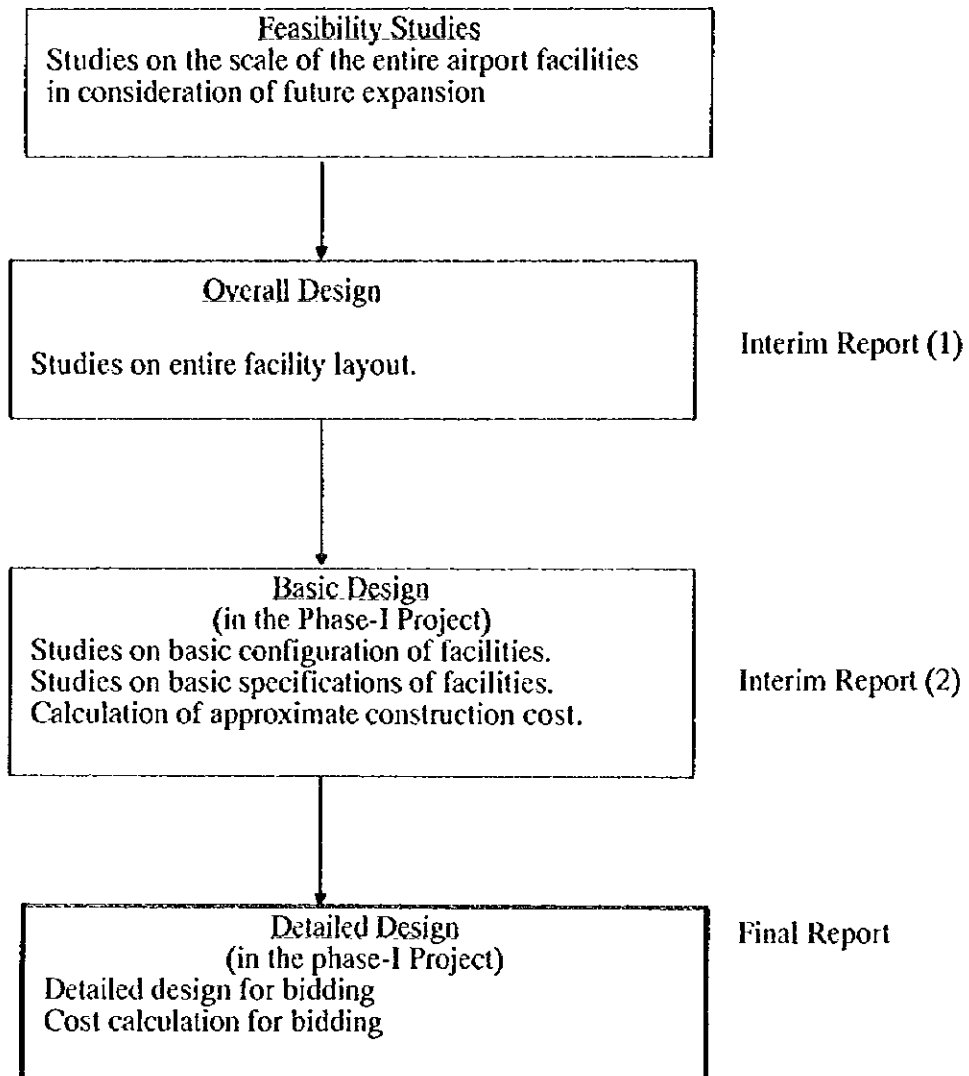 Feasibility Studies
Studies on the scale of the entire airport facilities
in consideration of future expansion
Overall Design
Studies on entire facility layout.
Interim Report (1)
Basic Design
(in the Phase-I Project)
Studies on basic configuration of facilities.
Studies on basic specifications of facilities.
Calculation of approximate construction cost.
Interim Report (2)
Detailed Design
(in the phase-I Project)
Detailed design for bidding
Cost calculation for bidding
Final Report